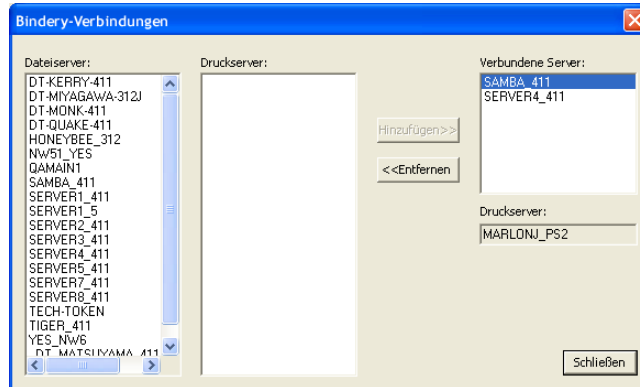 Bindery-Verbindungen
Dateiserver:
DT-KERRY-411
DT-MIYAGAWA-312J
DT-MONK-411
DT-QUAKE-411
HONEYBEE_312
NW51_YES
QAMAIN1
SAMBA_411
SERVER1_411
SERVER1_5
SERVER2_411
SERVER3_411
SERVER4_411
SERVER5_411
SERVER7_411
SERVER8_411
TECH-TOKEN
TIGER_411
YES_NW6
_DT_MATSUYAMA_411
Druckserver:
Hinzufügen>>
<<Entfernen
Verbundene Server:
SAMBA_411
SERVER4_411
Druckserver:
MARLONJ_PS2
Schließen